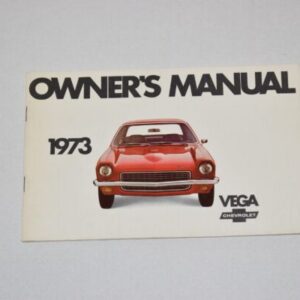 OWNER'S MANUAL
1973
VEGA
CHEVROLET